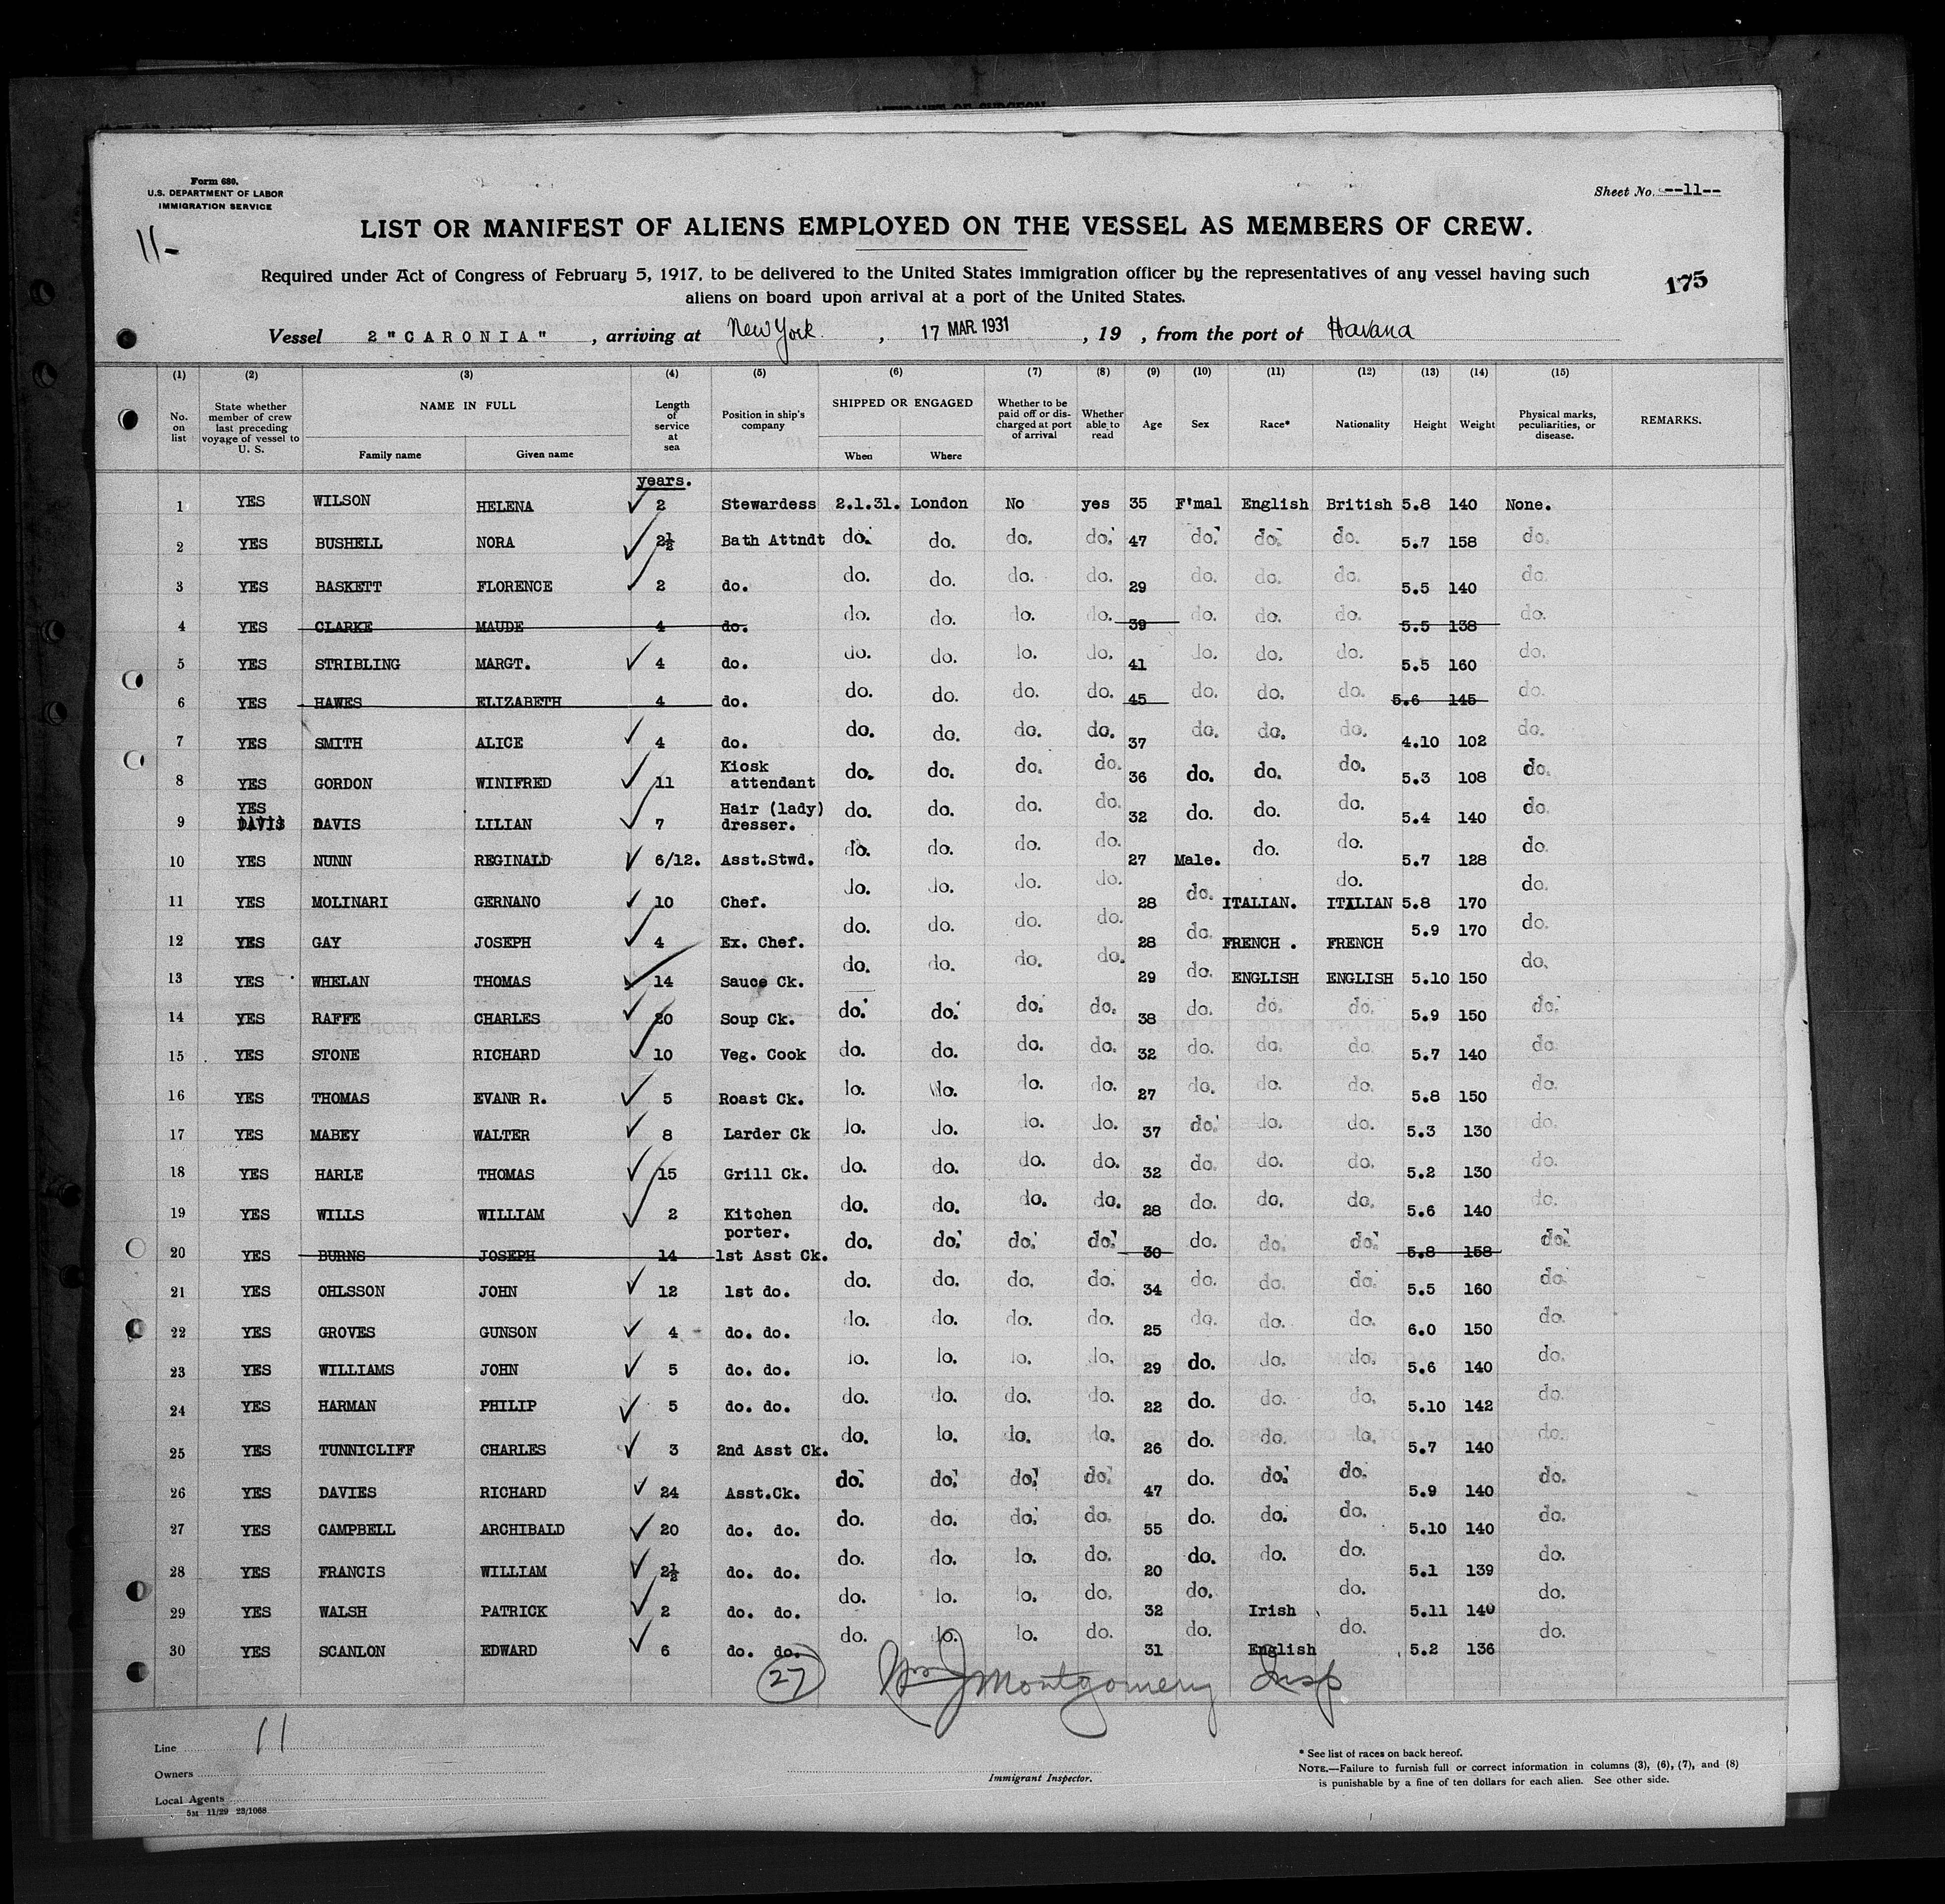 Form 680.
U.S. DEPARTMENT OF LABOR
IMMIGRATION SERVICE
Sheet No. --11--
11-
LIST OR MANIFEST OF ALIENS EMPLOYED ON THE VESSEL AS MEMBERS OF CREW.
Required under Act of Congress of February 5, 1917, to be delivered to the United States immigration officer by the representatives of any vessel having such
aliens on board upon arrival at a port of the United States.
175
Vessel 2 "CARONIA" , arriving at New York , 17 MAR. 1931 , 19 , from the port of Havana
(1) (2) (3) (4) (5) (6) (7) (8) (9) (10) (11) (12) (13) (14) (15)
No. on list State whether member of crew last preceding voyage of vessel to U. S. NAME IN FULL Family name Given name Length of service at sea Position in ship's company SHIPPED OR ENGAGED When Where Whether to be paid off or discharged at port of arrival Whether able to read Age Sex Race* Nationality Height Weight Physical marks, peculiarities, or disease. REMARKS.
years.
1 YES WILSON HELENA 2 Stewardess 2.1.31. London No yes 35 F'mal English British 5.8 140 None.
2 YES BUSHELL NORA 2½ Bath Attndt do. do. do. do. 47 do. do. do. 5.7 158 do.
3 YES BASKETT FLORENCE 2 do. do. do. do. do. 29 do. do. do. 5.5 140 do.
4 YES CLARKE MAUDE 4 do. do. do. do. do. 39 do. do. do. 5.5 138 do.
5 YES STRIBLING MARGT. 4 do. do. do. do. do. 41 do. do. do. 5.5 160 do.
6 YES HAWES ELIZABETH 4 do. do. do. do. do. 45 do. do. do. 5.6 145 do.
7 YES SMITH ALICE 4 do. do. do. do. do. 37 do. do. do. 4.10 102 do.
8 YES GORDON WINIFRED 11 Kiosk attendant do. do. do. do. 36 do. do. do. 5.3 108 do.
9 YES DAVIS DAVIS LILIAN 7 Hair (lady) dresser. do. do. do. do. 32 do. do. do. 5.4 140 do.
10 YES NUNN REGINALD 6/12. Asst.Stwd. do. do. do. do. 27 Male. do. do. 5.7 128 do.
11 YES MOLINARI GERNANO 10 Chef. do. do. do. do. 28 do. ITALIAN. do. ITALIAN 5.8 170 do.
12 YES GAY JOSEPH 4 Ex. Chef. do. do. do. do. 28 do. FRENCH . FRENCH 5.9 170 do.
13 YES WHELAN THOMAS 14 Sauce Ck. do. do. do. do. 29 do. ENGLISH ENGLISH 5.10 150 do.
14 YES RAFFE CHARLES 20 Soup Ck. do. do. do. do. 38 do. do. do. 5.9 150 do.
15 YES STONE RICHARD 10 Veg. Cook do. do. do. do. 32 do. do. do. 5.7 140 do.
16 YES THOMAS EVANR R. 5 Roast Ck. do. do. do. do. 27 do. do. do. 5.8 150 do.
17 YES MABEY WALTER 8 Larder Ck do. do. do. do. 37 do. do. do. 5.3 130 do.
18 YES HARLE THOMAS 15 Grill Ck. do. do. do. do. 32 do. do. do. 5.2 130 do.
19 YES WILLS WILLIAM 2 Kitchen porter. do. do. do. do. 28 do. do. do. 5.6 140 do.
20 YES BURNS JOSEPH 14 1st Asst Ck. do. do. do. do. 30 do. do. do. 5.8 158 do.
21 YES OHLSSON JOHN 12 1st do. do. do. do. do. 34 do. do. do. 5.5 160 do.
22 YES GROVES GUNSON 4 do. do. do. do. do. do. 25 do. do. do. 6.0 150 do.
23 YES WILLIAMS JOHN 5 do. do. do. do. do. do. 29 do. do. do. 5.6 140 do.
24 YES HARMAN PHILIP 5 do. do. do. do. do. do. 22 do. do. do. 5.10 142 do.
25 YES TUNNICLIFF CHARLES 3 2nd Asst Ck. do. do. do. do. 26 do. do. do. 5.7 140 do.
26 YES DAVIES RICHARD 24 Asst.Ck. do. do. do. do. 47 do. do. do. 5.9 140 do.
27 YES CAMPBELL ARCHIBALD 20 do. do. do. do. do. do. 55 do. do. do. 5.10 140 do.
28 YES FRANCIS WILLIAM 2½ do. do. do. do. do. do. 20 do. do. do. 5.1 139 do.
29 YES WALSH PATRICK 2 do. do. do. do. do. do. 32 do. Irish do. 5.11 140 do.
30 YES SCANLON EDWARD 6 do. do. do. do. do. do. 31 do. English do. 5.2 136 do.
27 Wm J Montgomery Insp
Line 11
Owners
Local Agents
5M 11/29 23/1068
Immigrant Inspector.
* See list of races on back hereof.
NOTE.—Failure to furnish full or correct information in columns (3), (6), (7), and (8)
is punishable by a fine of ten dollars for each alien. See other side.